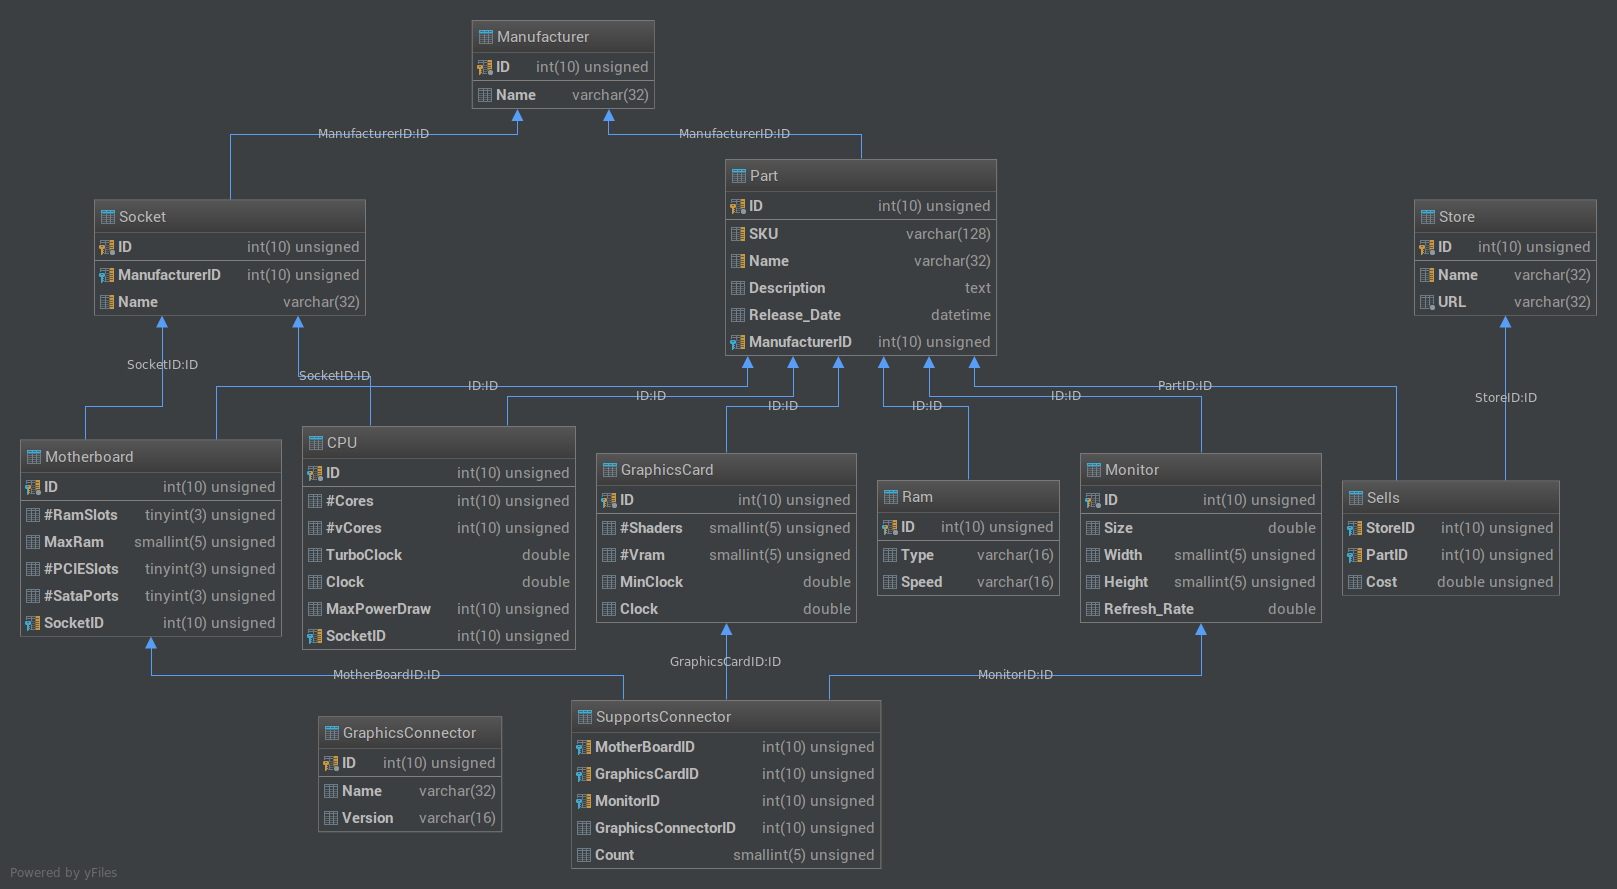 Manufacturer
ID int(10) unsigned
Name varchar(32)
ManufacturerID:ID
ManufacturerID:ID
Part
ID int(10) unsigned
SKU varchar(128)
Name varchar(32)
Description text
Release_Date datetime
ManufacturerID int(10) unsigned
Socket
ID int(10) unsigned
ManufacturerID int(10) unsigned
Name varchar(32)
Store
ID int(10) unsigned
Name varchar(32)
URL varchar(32)
SocketID:ID
SocketID:ID
ID:ID
ID:ID
ID:ID
ID:ID
ID:ID
PartID:ID
StoreID:ID
Motherboard
ID int(10) unsigned
#RamSlots tinyint(3) unsigned
MaxRam smallint(5) unsigned
#PCIESlots tinyint(3) unsigned
#SataPorts tinyint(3) unsigned
SocketID int(10) unsigned
CPU
ID int(10) unsigned
#Cores int(10) unsigned
#vCores int(10) unsigned
TurboClock double
Clock double
MaxPowerDraw int(10) unsigned
SocketID int(10) unsigned
GraphicsCard
ID int(10) unsigned
#Shaders smallint(5) unsigned
#Vram smallint(5) unsigned
MinClock double
Clock double
Ram
ID int(10) unsigned
Type varchar(16)
Speed varchar(16)
Monitor
ID int(10) unsigned
Size double
Width smallint(5) unsigned
Height smallint(5) unsigned
Refresh_Rate double
Sells
StoreID int(10) unsigned
PartID int(10) unsigned
Cost double unsigned
MotherBoardID:ID
GraphicsCardID:ID
MonitorID:ID
GraphicsConnector
ID int(10) unsigned
Name varchar(32)
Version varchar(16)
SupportsConnector
MotherBoardID int(10) unsigned
GraphicsCardID int(10) unsigned
MonitorID int(10) unsigned
GraphicsConnectorID int(10) unsigned
Count smallint(5) unsigned
Powered by yFiles